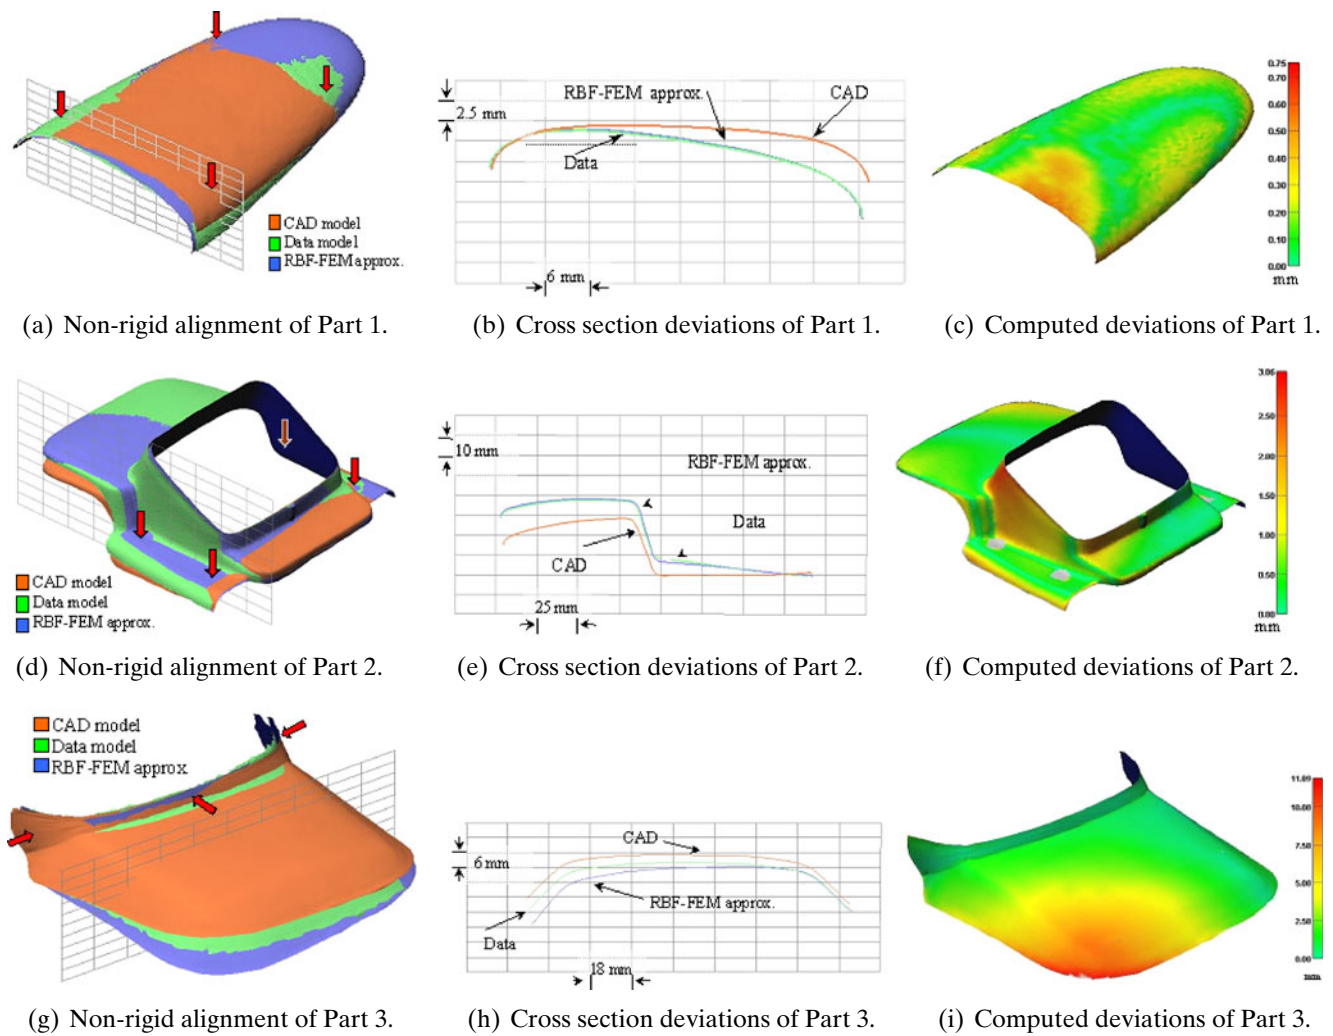 CAD model
Data model
RBF-FEM approx.
(a) Non-rigid alignment of Part 1.
2.5 mm
RBF-FEM approx.
CAD
Data
6 mm
(b) Cross section deviations of Part 1.
0.75
0.60
0.50
0.40
0.30
0.20
0.10
0.00
mm
(c) Computed deviations of Part 1.
CAD model
Data model
RBF-FEM approx.
(d) Non-rigid alignment of Part 2.
10 mm
RBF-FEM approx.
Data
CAD
25 mm
(e) Cross section deviations of Part 2.
3.06
2.50
2.00
1.50
1.00
0.50
0.00
mm
(f) Computed deviations of Part 2.
CAD model
Data model
RBF-FEM approx.
(g) Non-rigid alignment of Part 3.
6 mm
CAD
RBF-FEM approx.
Data
18 mm
(h) Cross section deviations of Part 3.
10.00
7.50
5.00
2.50
0.00
mm
(i) Computed deviations of Part 3.